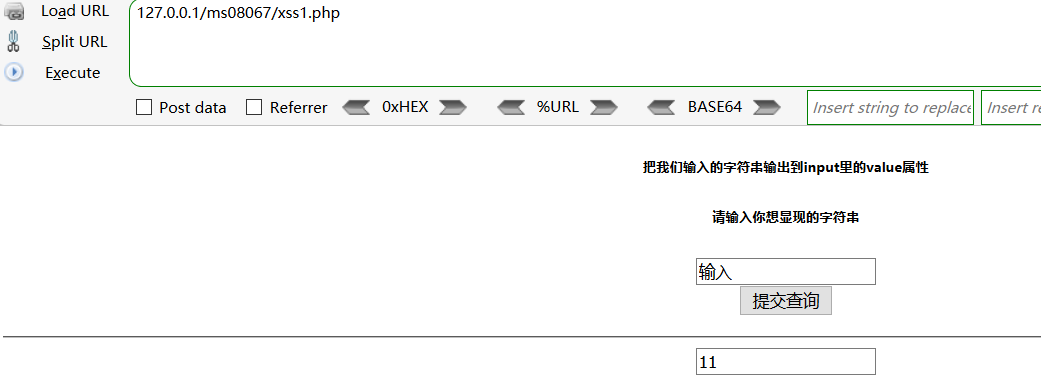 Load URL
127.0.0.1/ms08067/xss1.php
Split URL
Execute
Post data Referrer 0xHEX %URL BASE64 Insert string to replace Insert re
把我们输入的字符串输出到input里的value属性
请输入你想显现的字符串
输入
提交查询
11